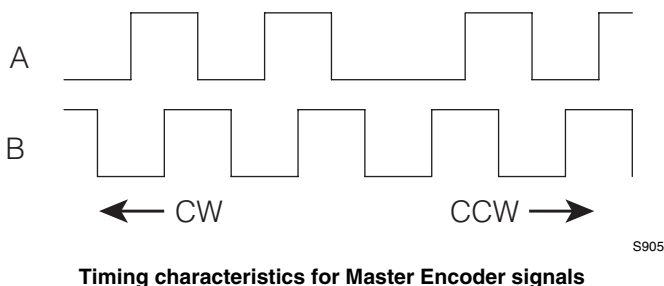 A
B
CW CCW
S905
Timing characteristics for Master Encoder signals